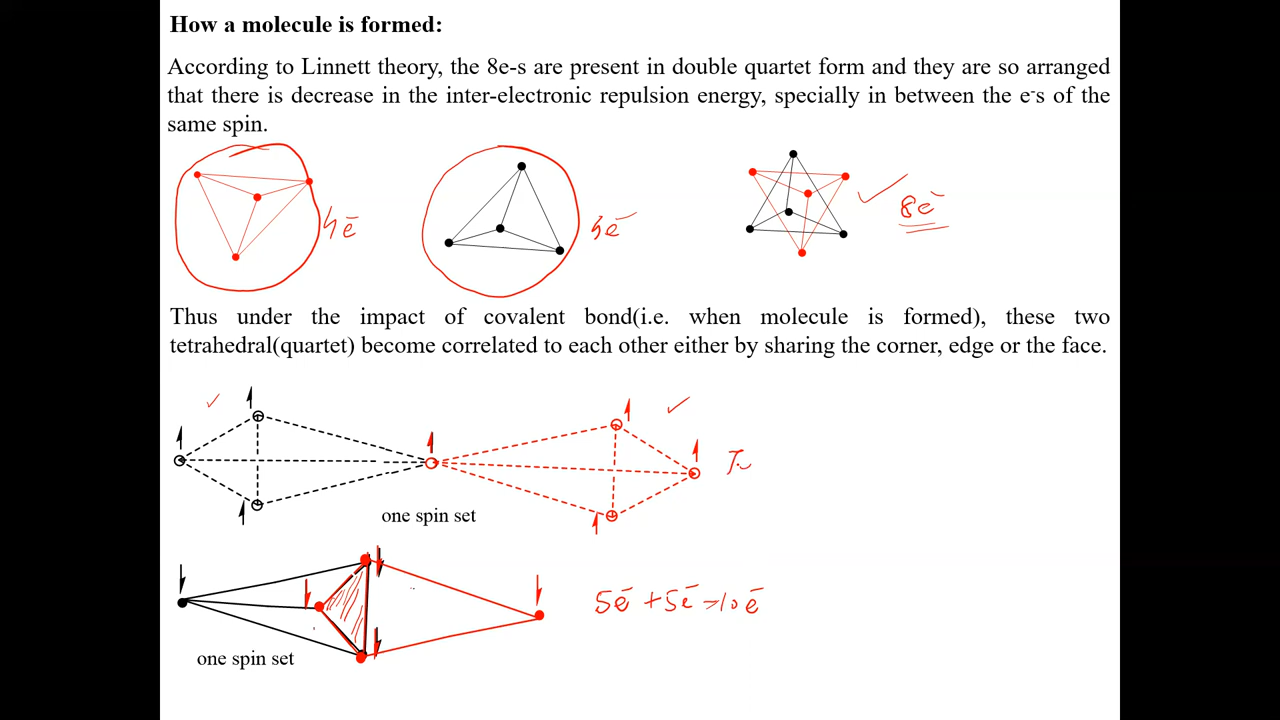 How a molecule is formed:
According to Linnett theory, the 8e-s are present in double quartet form and they are so arranged
that there is decrease in the inter-electronic repulsion energy, specially in between the e⁻s of the
same spin.
4e⁻
4e⁻
8e⁻
Thus under the impact of covalent bond(i.e. when molecule is formed), these two
tetrahedral(quartet) become correlated to each other either by sharing the corner, edge or the face.
one spin set
5e⁻ + 5e⁻ → 10e⁻
one spin set